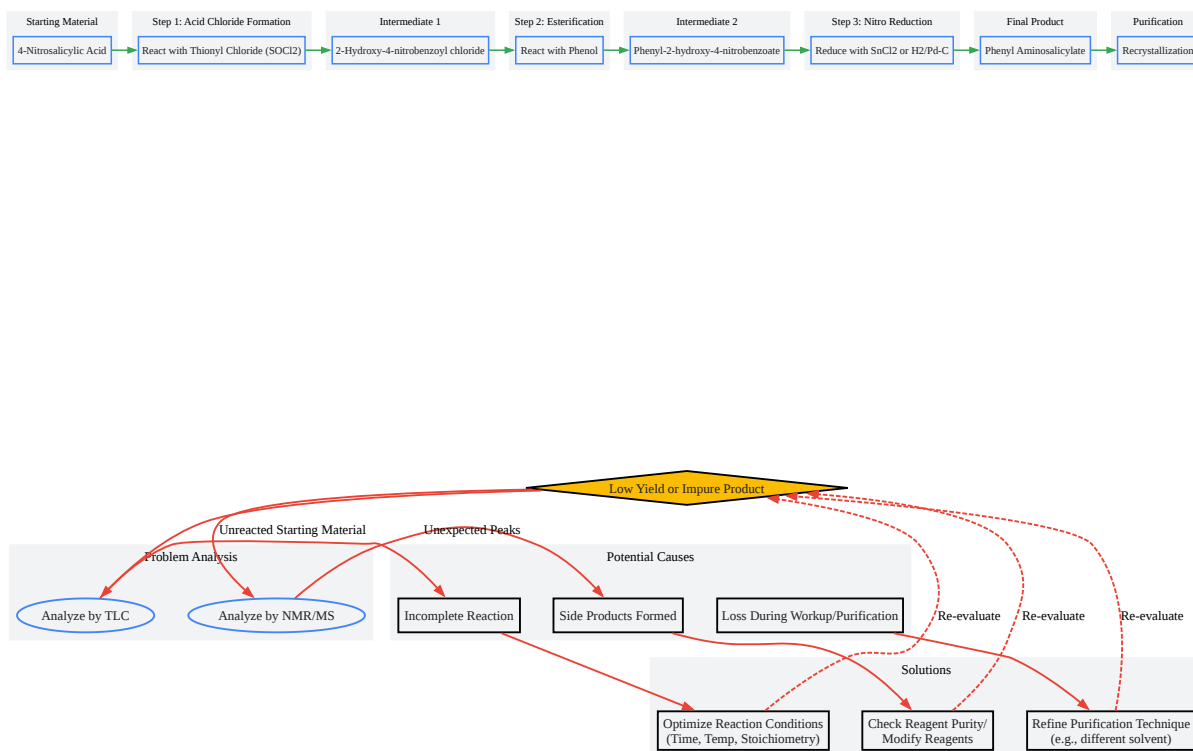 Starting Material
Step 1: Acid Chloride Formation
Intermediate 1
Step 2: Esterification
Intermediate 2
Step 3: Nitro Reduction
Final Product
Purification
4-Nitrosalicylic Acid
React with Thionyl Chloride (SOCl2)
2-Hydroxy-4-nitrobenzoyl chloride
React with Phenol
Phenyl-2-hydroxy-4-nitrobenzoate
Reduce with SnCl2 or H2/Pd-C
Phenyl Aminosalicylate
Recrystallization
Low Yield or Impure Product
Unreacted Starting Material
Unexpected Peaks
Problem Analysis
Potential Causes
Analyze by TLC
Analyze by NMR/MS
Incomplete Reaction
Side Products Formed
Loss During Workup/Purification
Re-evaluate
Re-evaluate
Re-evaluate
Solutions
Optimize Reaction Conditions
(Time, Temp, Stoichiometry)
Check Reagent Purity/
Modify Reagents
Refine Purification Technique
(e.g., different solvent)